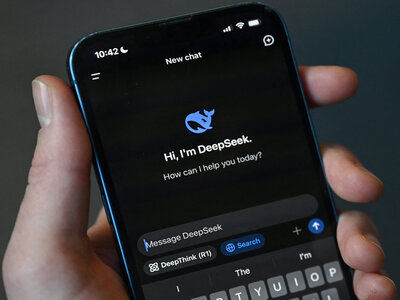 10:42
New chat
Hi, I'm DeepSeek.
How can I help you today?
Message DeepSeek
DeepThink (R1) Search
I The I'm
R T Y U I O P